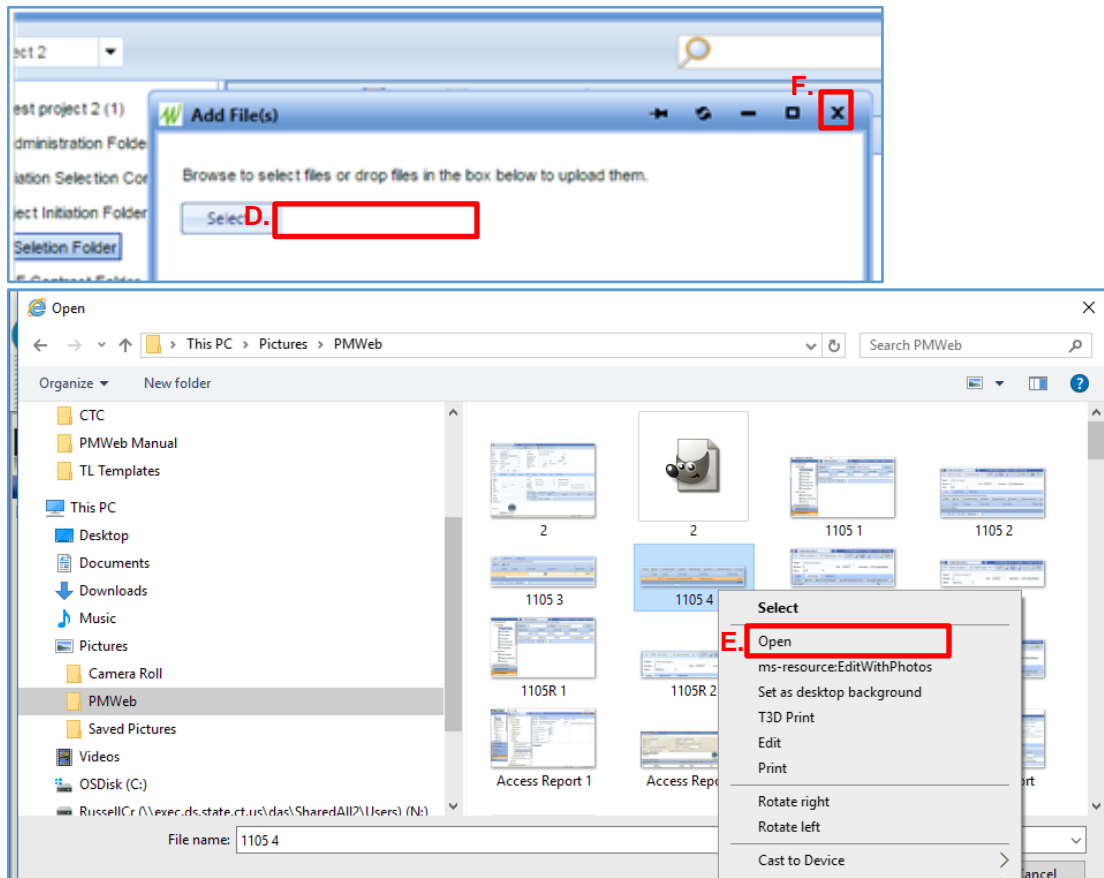 ect 2
F.
est project 2 (1)
Add File(s)
dministration Folde
iation Selection Cor
Browse to select files or drop files in the box below to upload them.
ject Initiation Folder
Select
D.
Seletion Folder
Open
This PC > Pictures > PMWeb
Search PMWeb
Organize
New folder
CTC
PMWeb Manual
TL Templates
This PC
Desktop
Documents
Downloads
Music
Pictures
Camera Roll
PMWeb
Saved Pictures
Videos
OSDisk (C:)
RussellCr (\\exec.ds.state.ct.us\das\SharedAll2\Users) (N:)
2
2
1105 1
1105 2
1105 3
1105 4
1105R 1
1105R 2
Access Report 1
Access Repo
ort
Select
E.
Open
ms-resource:EditWithPhotos
Set as desktop background
T3D Print
Edit
Print
Rotate right
Rotate left
Cast to Device
File name:
1105 4
ancel